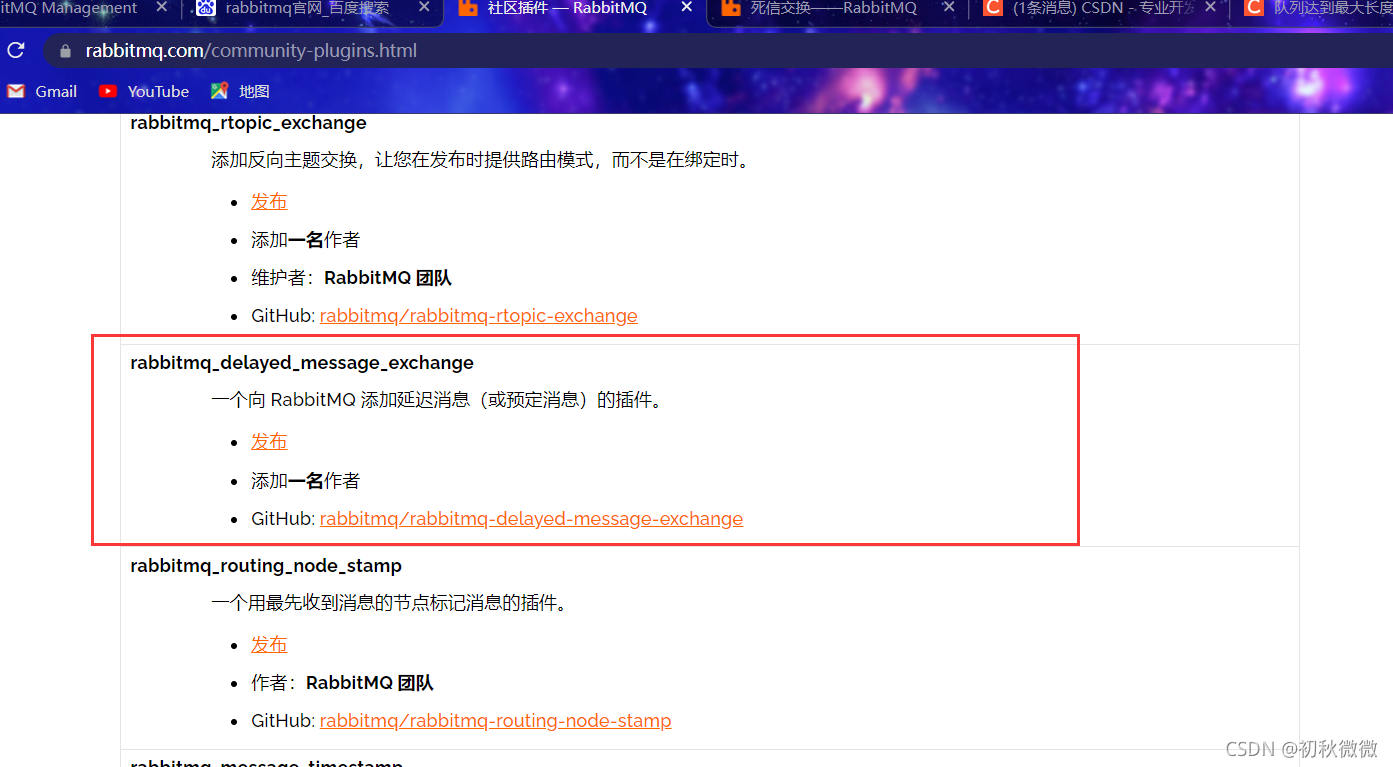 itMQ Management
rabbitmq官网_百度搜索
社区插件 — RabbitMQ
死信交换——RabbitMQ
(1条消息) CSDN - 专业开发
队列达到最大长度
rabbitmq.com/community-plugins.html
Gmail
YouTube
地图
rabbitmq_rtopic_exchange
添加反向主题交换，让您在发布时提供路由模式，而不是在绑定时。
• 发布
• 添加一名作者
• 维护者：RabbitMQ 团队
• GitHub: rabbitmq/rabbitmq-rtopic-exchange
rabbitmq_delayed_message_exchange
一个向 RabbitMQ 添加延迟消息（或预定消息）的插件。
• 发布
• 添加一名作者
• GitHub: rabbitmq/rabbitmq-delayed-message-exchange
rabbitmq_routing_node_stamp
一个用最先收到消息的节点标记消息的插件。
• 发布
• 作者：RabbitMQ 团队
• GitHub: rabbitmq/rabbitmq-routing-node-stamp
rabbitmq_message_timestamp
CSDN @初秋微微